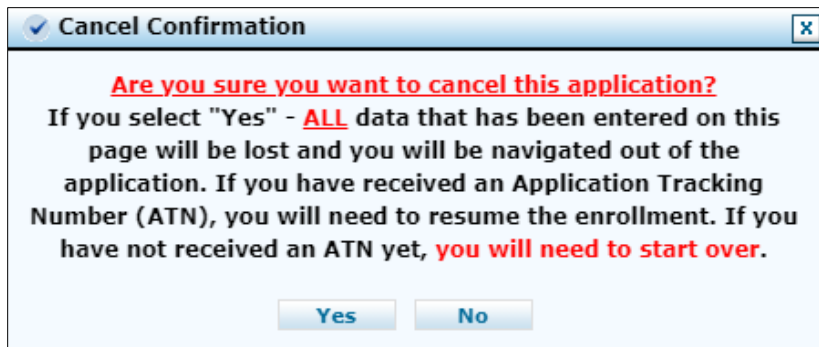 Cancel Confirmation
x
Are you sure you want to cancel this application?
If you select "Yes" - ALL data that has been entered on this
page will be lost and you will be navigated out of the
application. If you have received an Application Tracking
Number (ATN), you will need to resume the enrollment. If you
have not received an ATN yet, you will need to start over.
Yes No